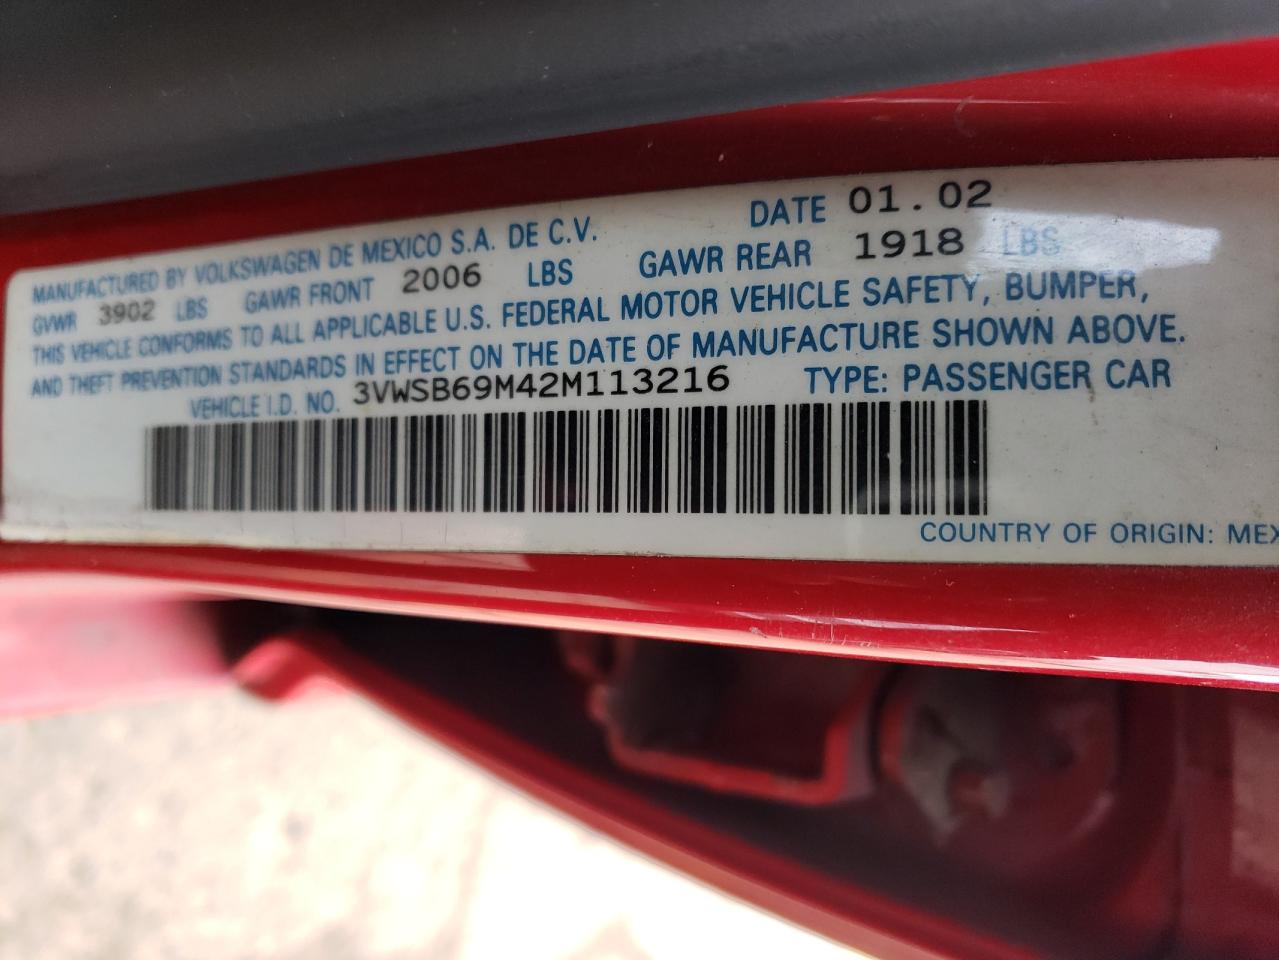 MANUFACTURED BY VOLKSWAGEN DE MEXICO S.A. DE C.V. DATE 01.02
GVWR 3902 LBS GAWR FRONT 2006 LBS GAWR REAR 1918 LBS
THIS VEHICLE CONFORMS TO ALL APPLICABLE U.S. FEDERAL MOTOR VEHICLE SAFETY, BUMPER,
AND THEFT PREVENTION STANDARDS IN EFFECT ON THE DATE OF MANUFACTURE SHOWN ABOVE.
VEHICLE I.D. NO. 3VWSB69M42M113216 TYPE: PASSENGER CAR
COUNTRY OF ORIGIN: MEX